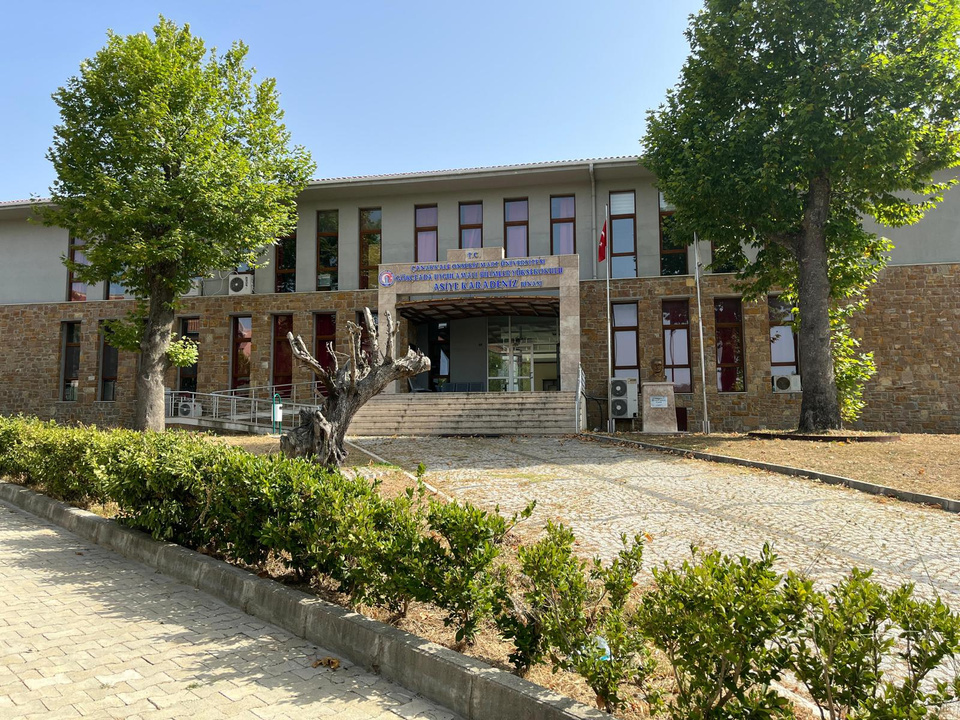 T.C.
ÇANAKKALE ONSEKİZ MART ÜNİVERSİTESİ
GÖKÇEADA UYGULAMALI BİLİMLER YÜKSEKOKULU
ASİYE KARADENİZ BİNASI